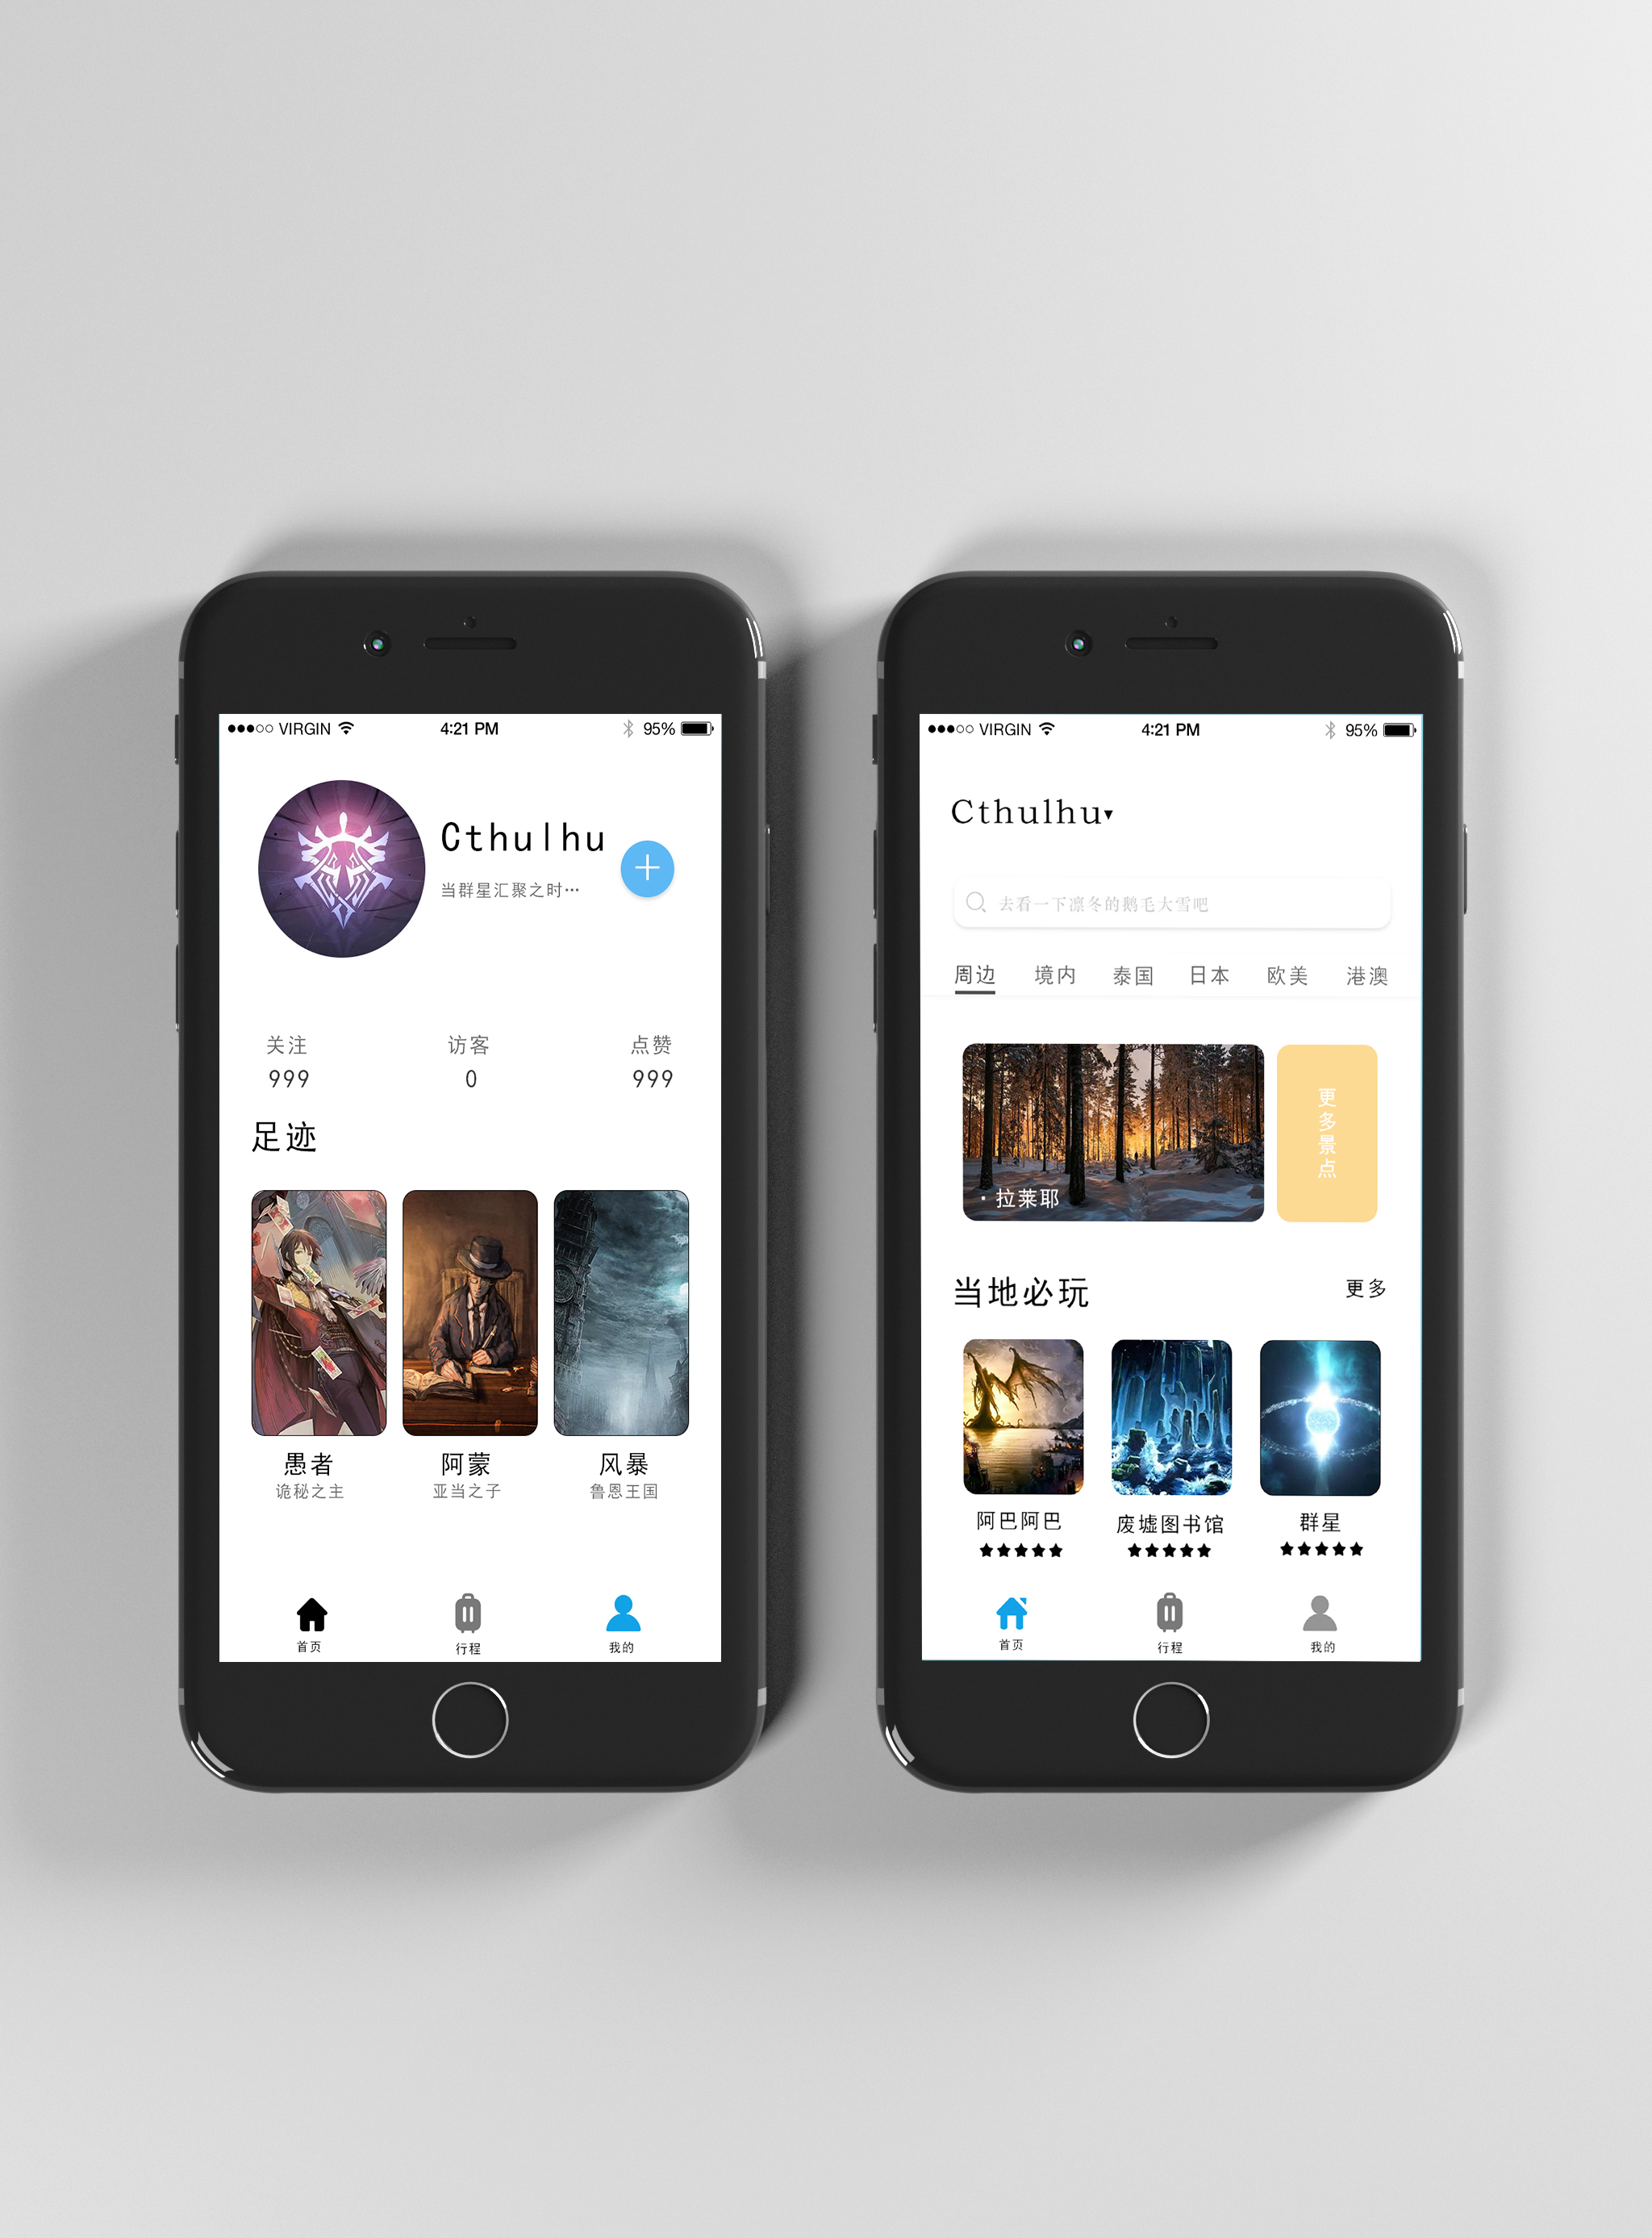 VIRGIN 4:21 PM 95%
Cthulhu
当群星汇聚之时…
关注 访客 点赞
999 0 999
足迹
愚者 阿蒙 风暴
诡秘之主 亚当之子 鲁恩王国
首页 行程 我的
VIRGIN 4:21 PM 95%
Cthulhu▾
去看一下凛冬的鹅毛大雪吧
周边 境内 泰国 日本 欧美 港澳
·拉莱耶
更多景点
当地必玩 更多
阿巴阿巴 废墟图书馆 群星
★★★★★ ★★★★★ ★★★★★
首页 行程 我的